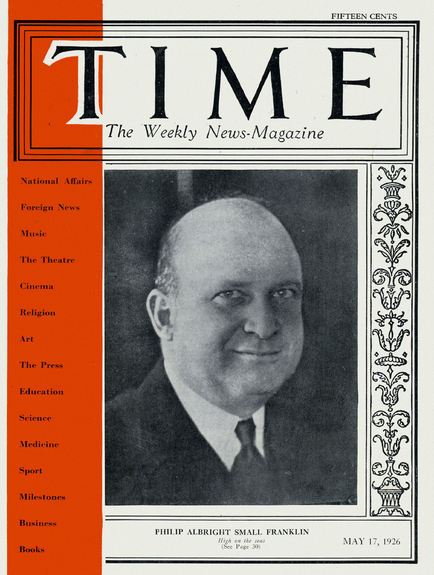 FIFTEEN CENTS
TIME
The Weekly News-Magazine
National Affairs
Foreign News
Music
The Theatre
Cinema
Religion
Art
The Press
Education
Science
Medicine
Sport
Milestones
Business
Books
PHILIP ALBRIGHT SMALL FRANKLIN
High on the seas
(See Page 30)
MAY 17, 1926